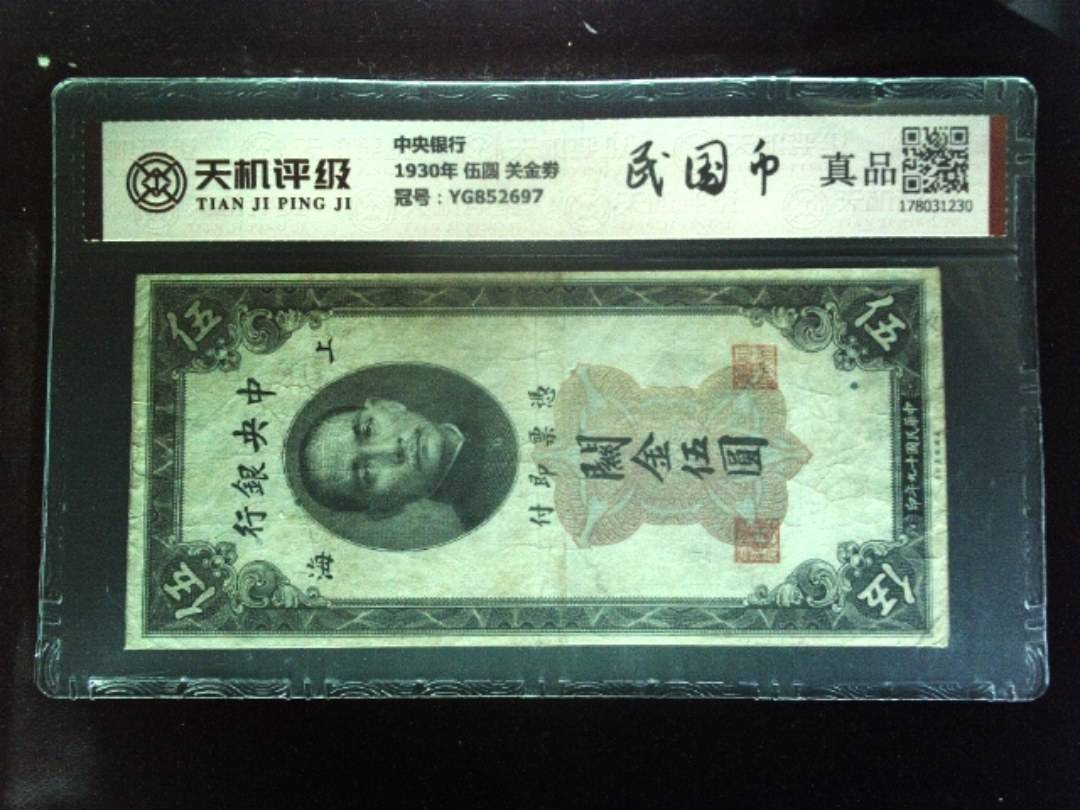 天机评级
TIAN JI PING JI
中央银行
1930年 伍圆 关金券
冠号：YG852697
民国币
真品
178031230
伍
伍
上
海
中央銀行
憑票即付
關金伍圓
伍
伍